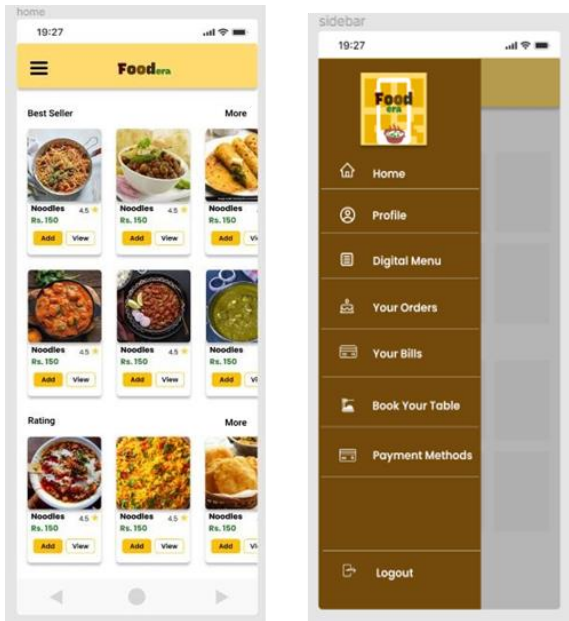 home
19:27
Foodera
Best Seller More
Noodles 4.5 Noodles 4.5 Noodles
Rs. 150 Rs. 150 Rs. 150
Add View Add View Add Vi
Noodles 4.5 Noodles 4.5 Noodles
Rs. 150 Rs. 150 Rs. 150
Add View Add View Add Vi
Rating More
Noodles 4.5 Noodles 4.5 Noodles
Rs. 150 Rs. 150 Rs. 150
Add View Add View Add Vi
sidebar
19:27
Food
era
Home
Profile
Digital Menu
Your Orders
Your Bills
Book Your Table
Payment Methods
Logout